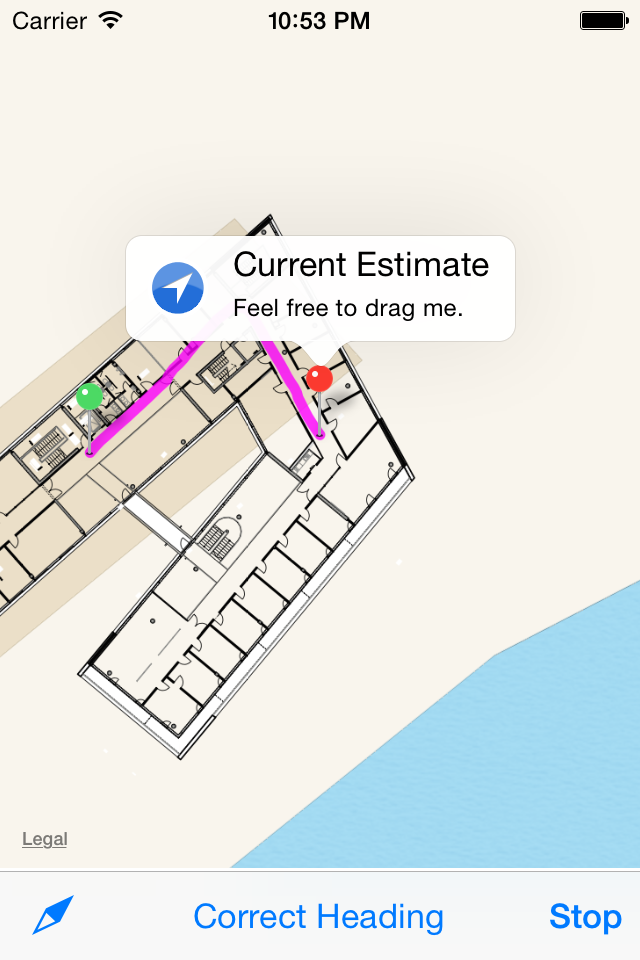 Carrier 10:53 PM
Current Estimate
Feel free to drag me.
Legal
Correct Heading Stop